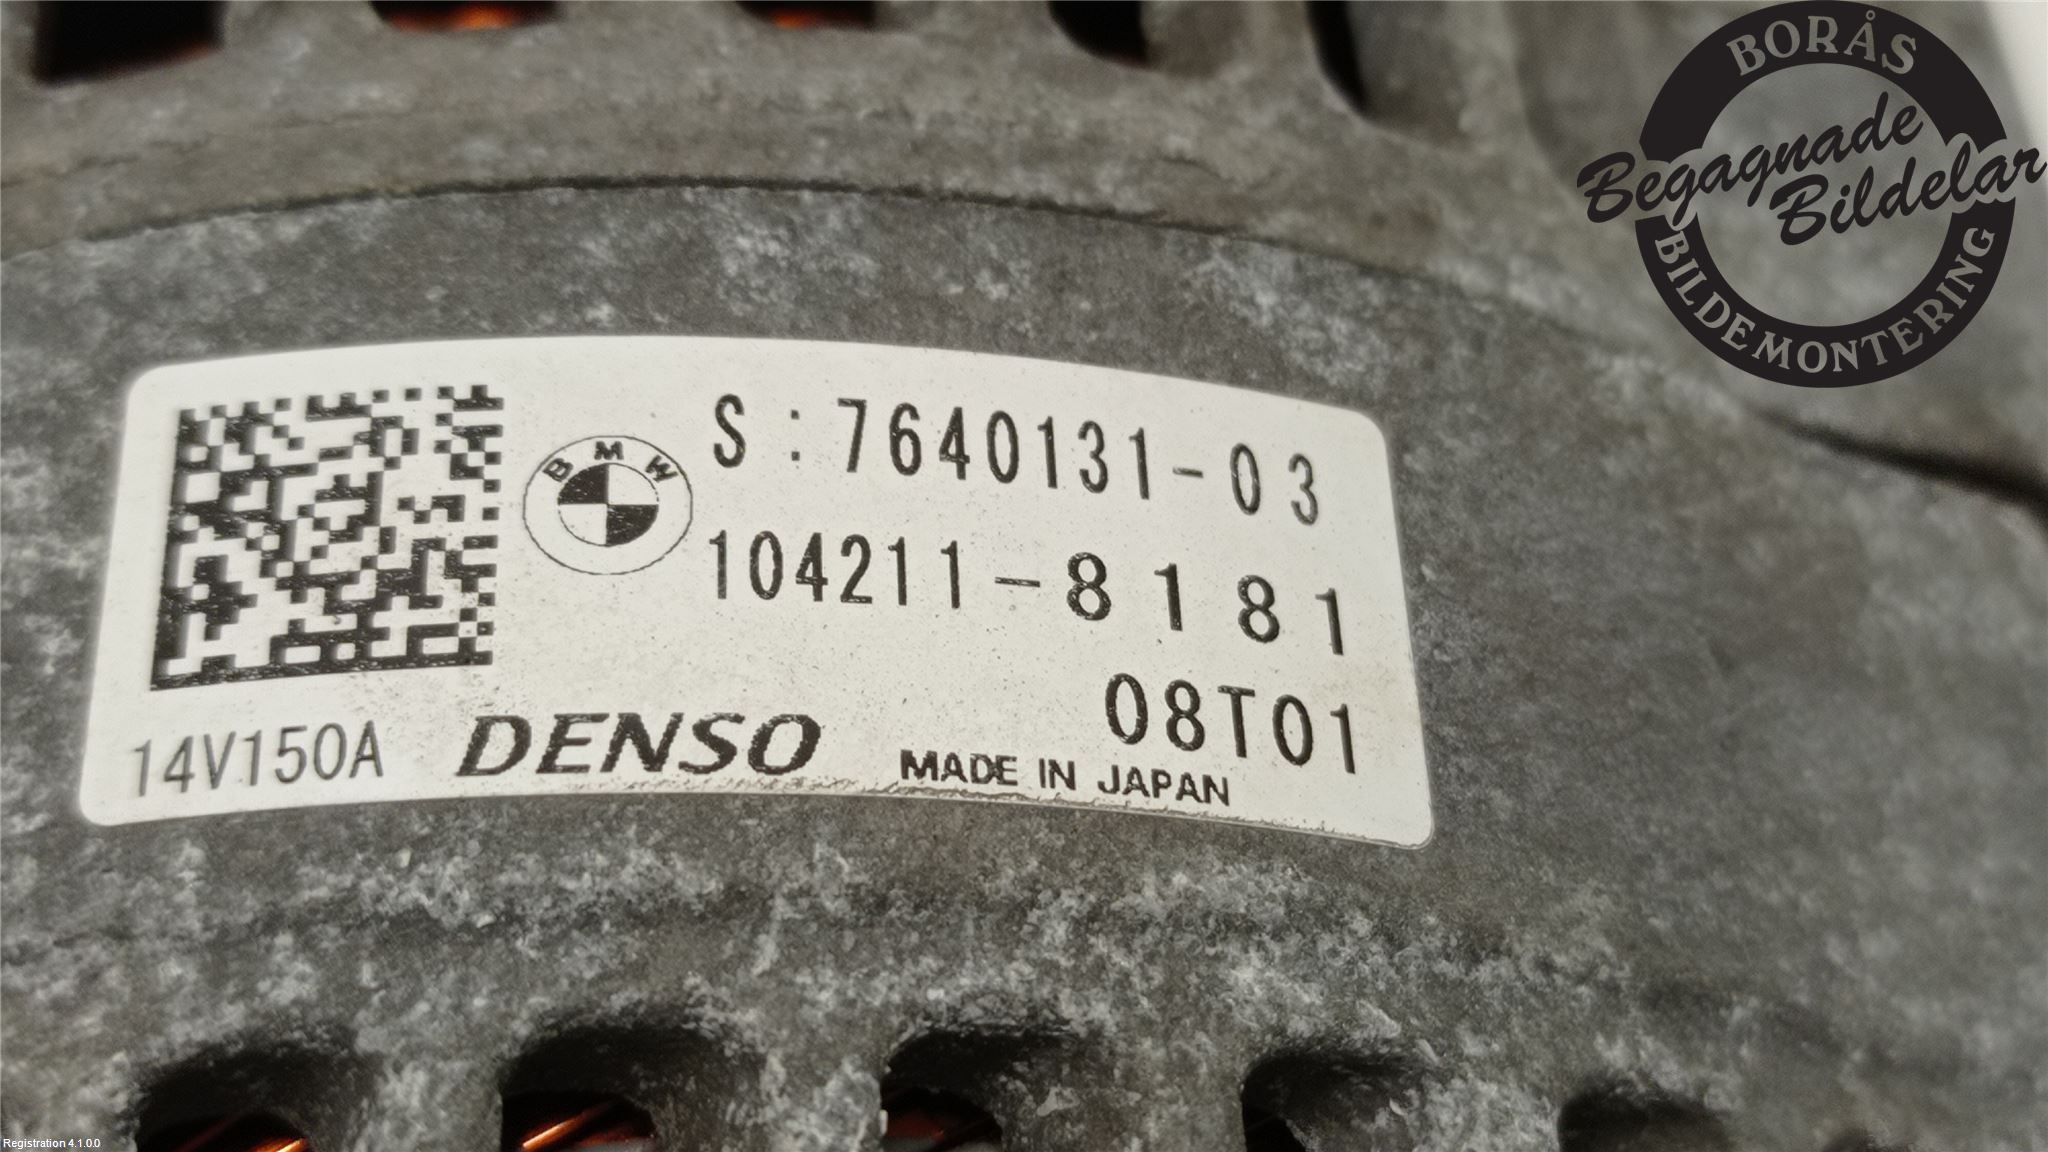 BORÅS
Begagnade
Bildelar
BILDEMONTERING
BMW
S:7640131-03
104211-8181
08T01
14V150A DENSO MADE IN JAPAN
Registration 4.1.0.0